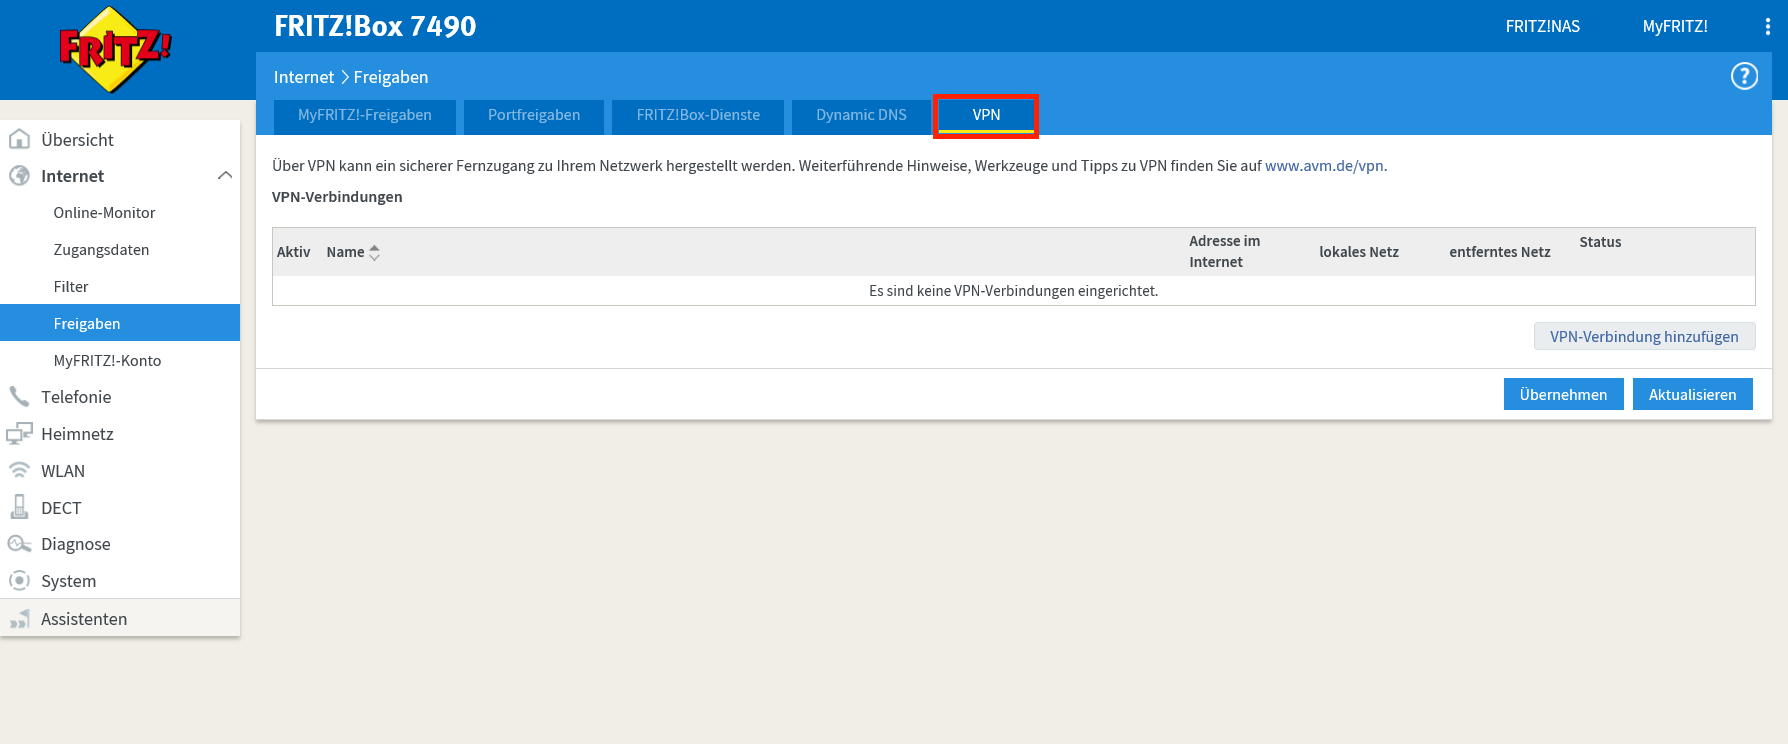 FRITZ!
FRITZ!Box 7490
FRITZ!NAS
MyFRITZ!
Internet > Freigaben
?
MyFRITZ!-Freigaben
Portfreigaben
FRITZ!Box-Dienste
Dynamic DNS
VPN
Übersicht
Internet
Online-Monitor
Zugangsdaten
Filter
Freigaben
MyFRITZ!-Konto
Telefonie
Heimnetz
WLAN
DECT
Diagnose
System
Assistenten
Über VPN kann ein sicherer Fernzugang zu Ihrem Netzwerk hergestellt werden. Weiterführende Hinweise, Werkzeuge und Tipps zu VPN finden Sie auf www.avm.de/vpn.
VPN-Verbindungen
Aktiv
Name
Adresse im
Internet
lokales Netz
entferntes Netz
Status
Es sind keine VPN-Verbindungen eingerichtet.
VPN-Verbindung hinzufügen
Übernehmen
Aktualisieren